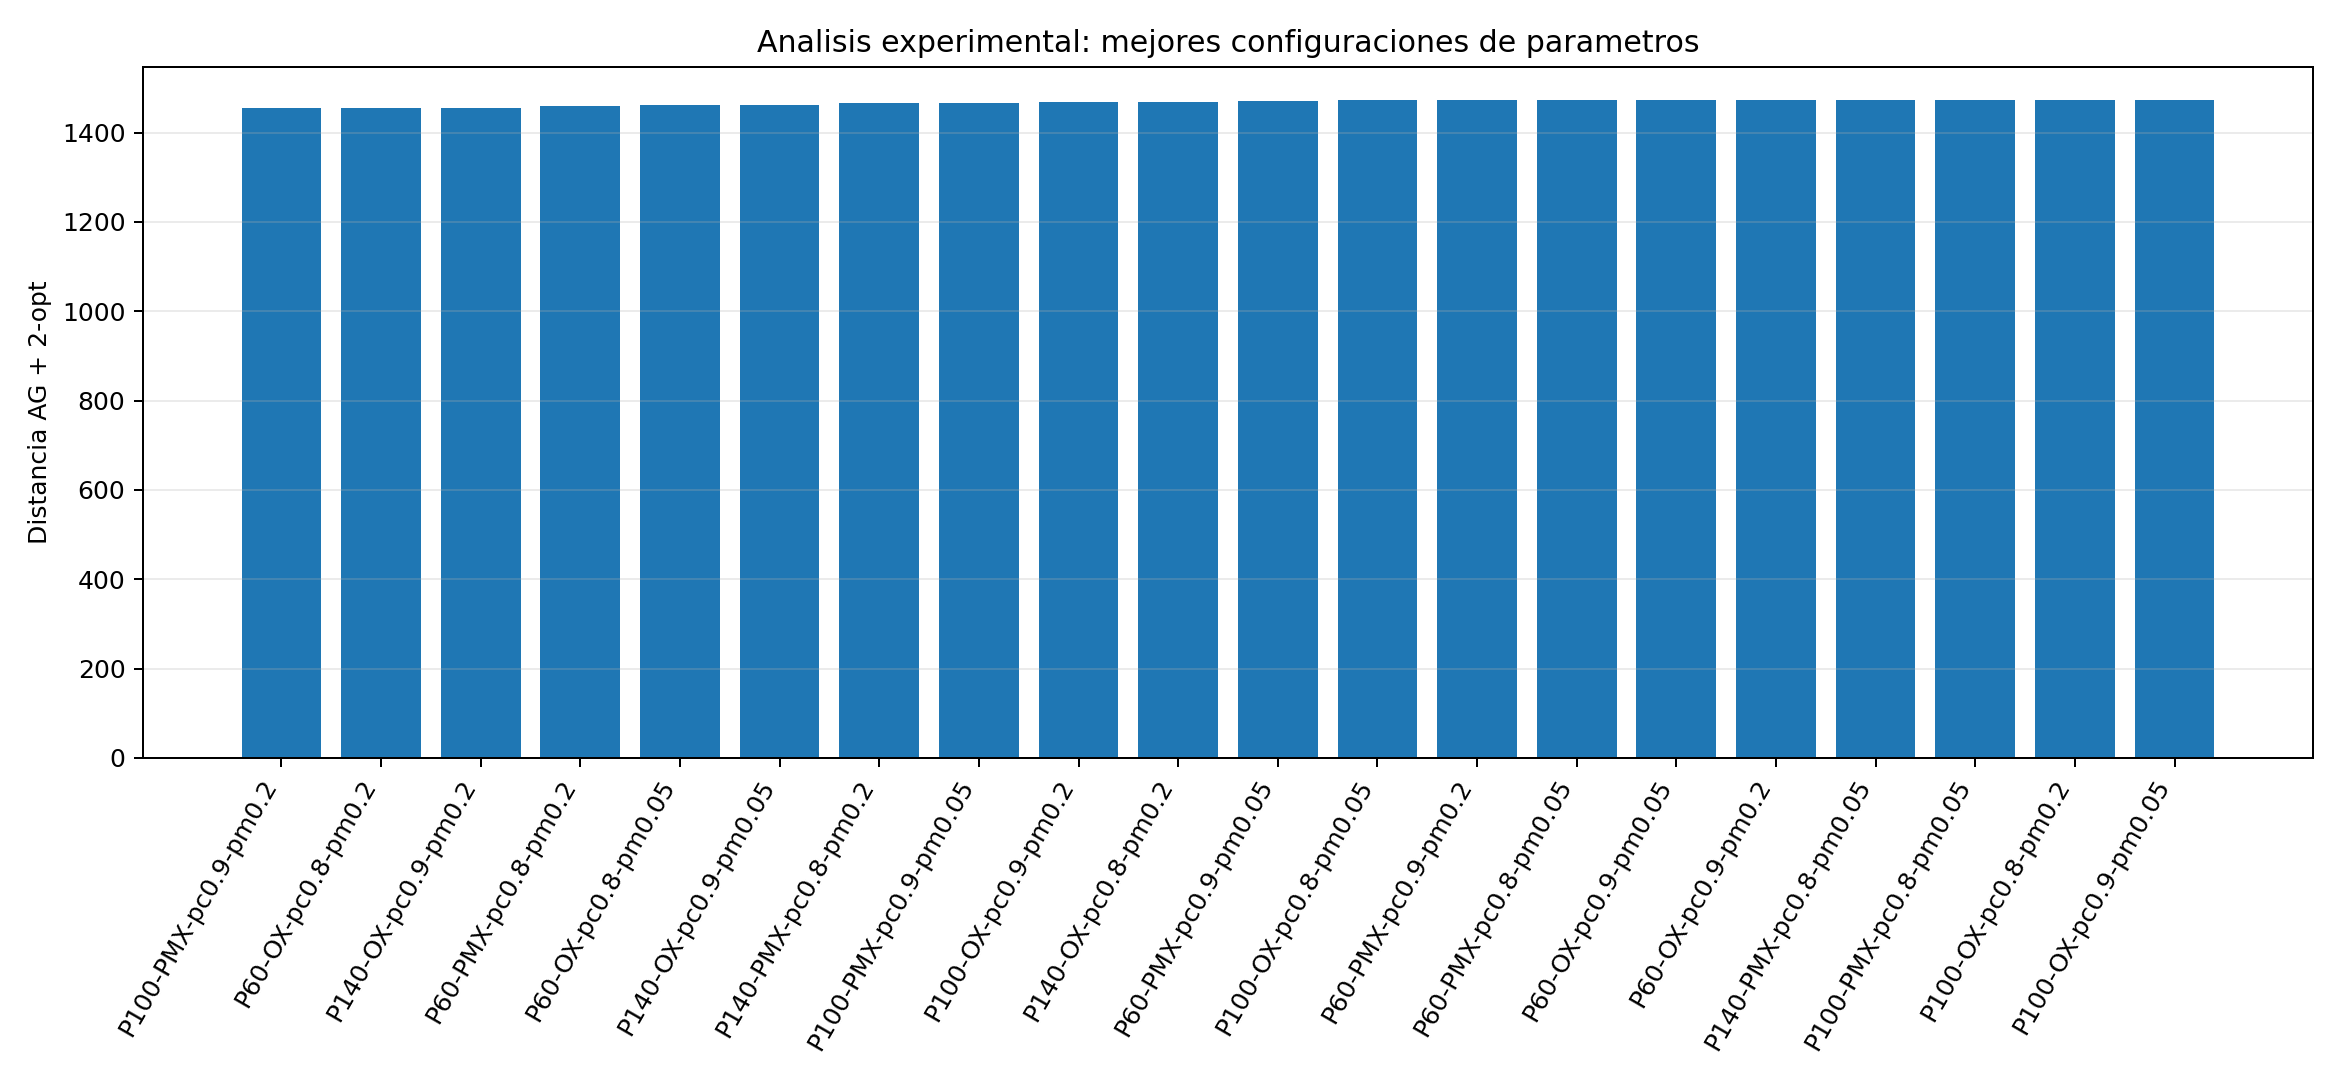 Analisis experimental: mejores configuraciones de parametros
Distancia AG + 2-opt
1400
1200
1000
800
600
400
200
0
P100-PMX-pc0.9-pm0.2
P60-OX-pc0.8-pm0.2
P140-OX-pc0.9-pm0.2
P60-PMX-pc0.8-pm0.2
P60-OX-pc0.8-pm0.05
P140-OX-pc0.9-pm0.05
P140-PMX-pc0.8-pm0.2
P100-PMX-pc0.9-pm0.05
P100-OX-pc0.9-pm0.2
P140-OX-pc0.8-pm0.2
P60-PMX-pc0.9-pm0.05
P100-OX-pc0.8-pm0.05
P60-PMX-pc0.9-pm0.2
P60-PMX-pc0.8-pm0.05
P60-OX-pc0.9-pm0.05
P60-OX-pc0.9-pm0.2
P140-PMX-pc0.8-pm0.05
P100-PMX-pc0.8-pm0.05
P100-OX-pc0.8-pm0.2
P100-OX-pc0.9-pm0.05